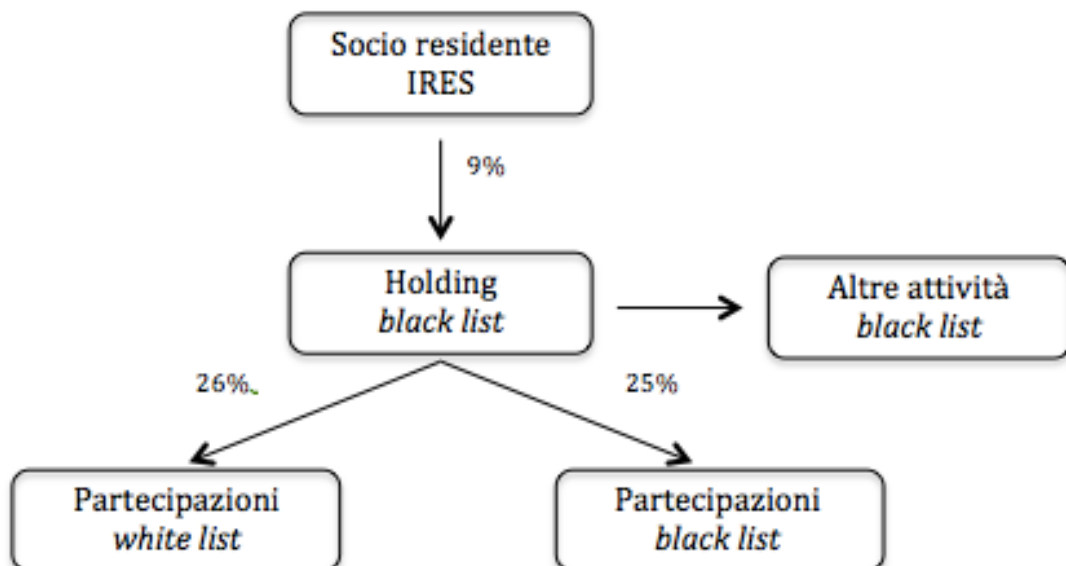 Socio residente
IRES
9%
Holding
black list
Altre attività
black list
26%.
25%
Partecipazioni
white list
Partecipazioni
black list